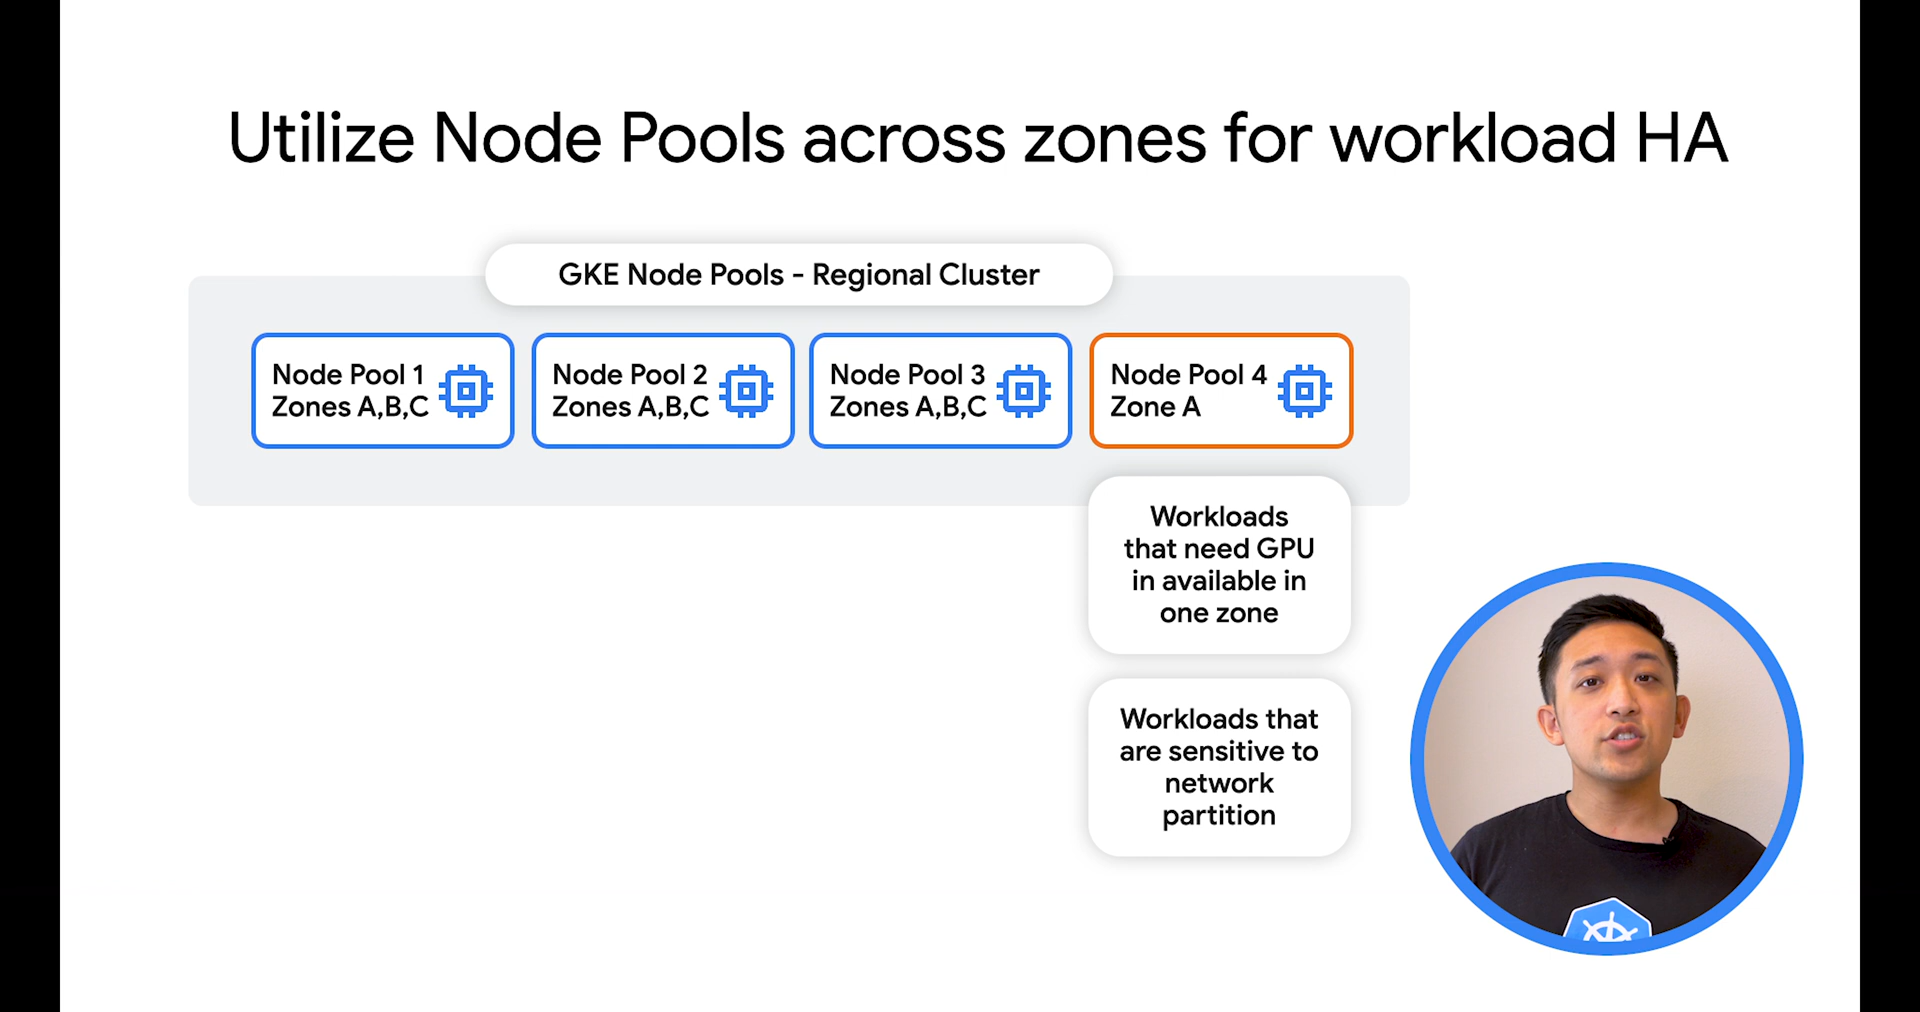 Utilize Node Pools across zones for workload HA
GKE Node Pools - Regional Cluster
Node Pool 1
Zones A,B,C
Node Pool 2
Zones A,B,C
Node Pool 3
Zones A,B,C
Node Pool 4
Zone A
Workloads
that need GPU
in available in
one zone
Workloads that
are sensitive to
network
partition